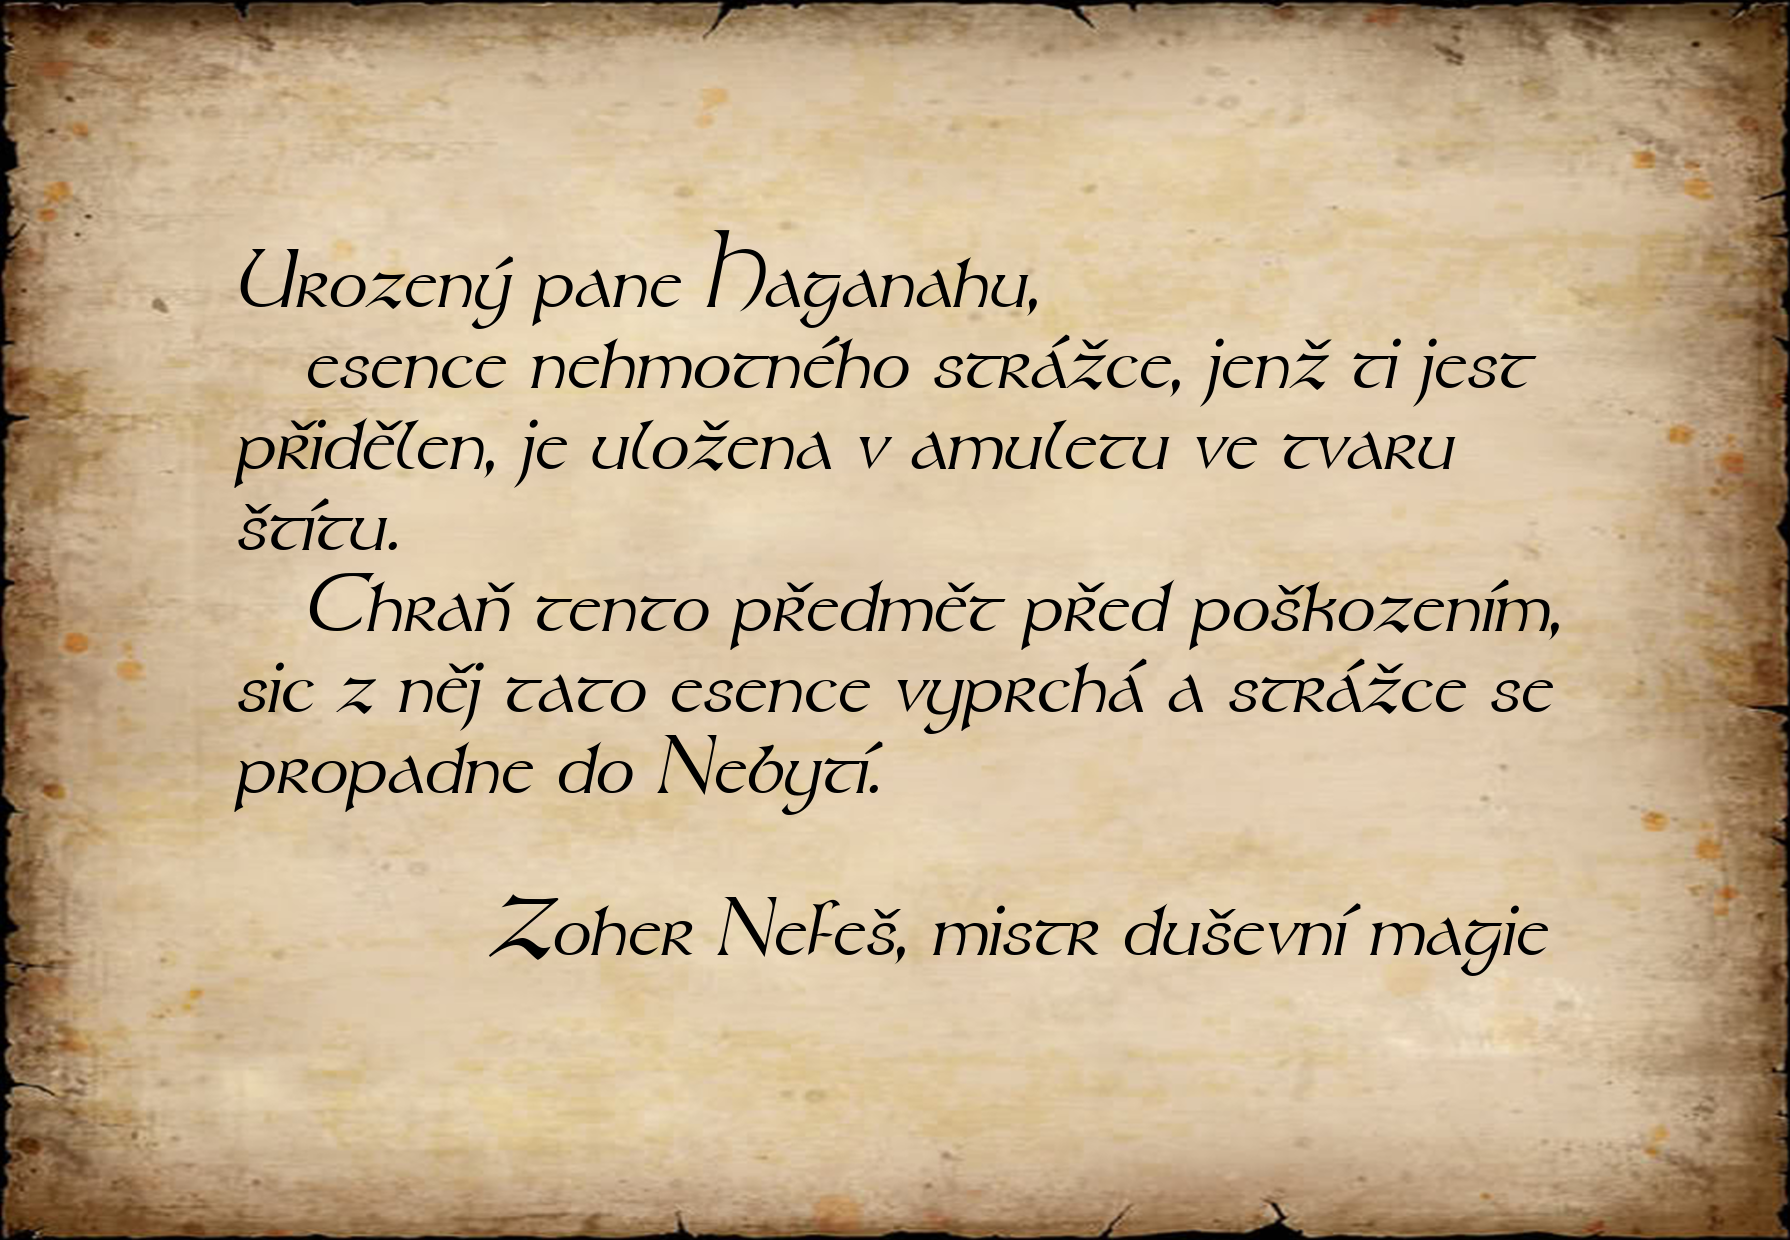 Urozený pane Haganahu,
esence nehmotného strážce, jenž ti jest
přidělen, je uložena v amuletu ve tvaru
štítu.
Chraň tento předmět před poškozením,
sic z něj tato esence vyprchá a strážce se
propadne do Nebytí.
Zoher Nefeš, mistr duševní magie